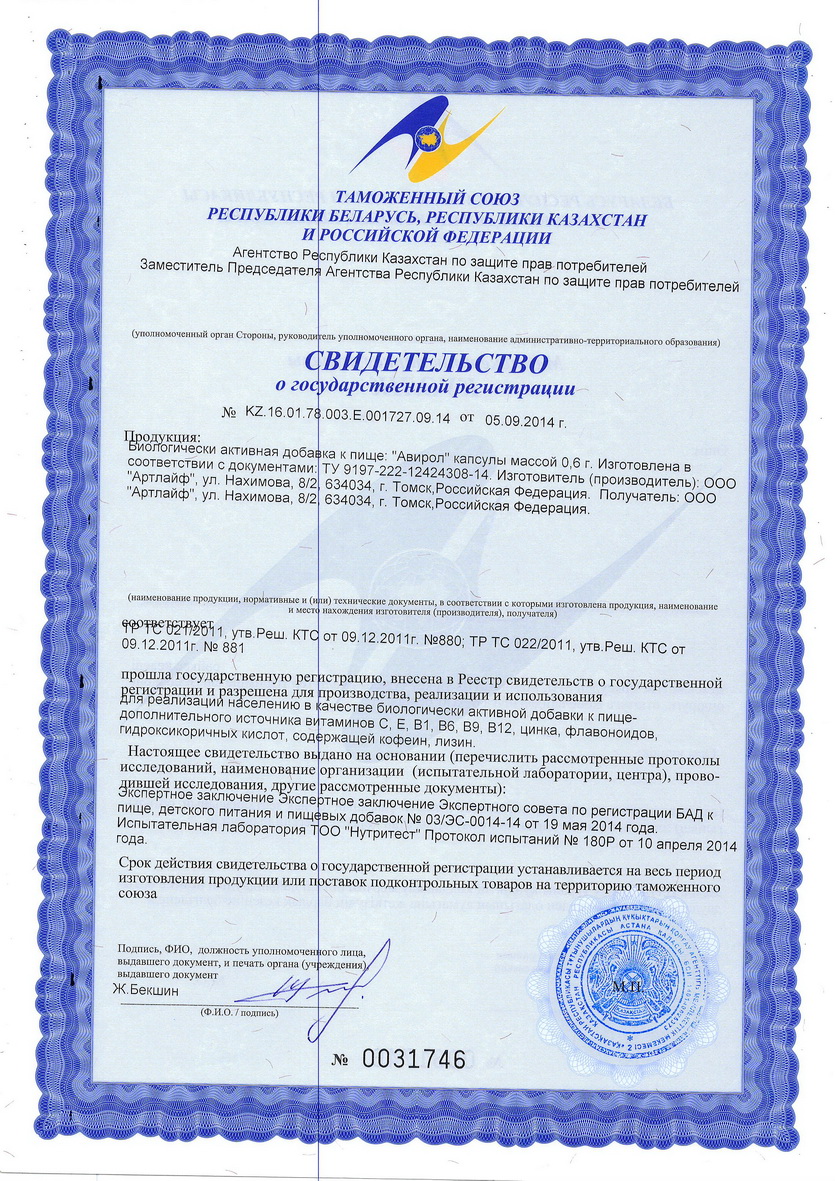 ТАМОЖЕННЫЙ СОЮЗ
РЕСПУБЛИКИ БЕЛАРУСЬ, РЕСПУБЛИКИ КАЗАХСТАН
И РОССИЙСКОЙ ФЕДЕРАЦИИ
Агентство Республики Казахстан по защите прав потребителей
Заместитель Председателя Агентства Республики Казахстан по защите прав потребителей
(уполномоченный орган Стороны, руководитель уполномоченного органа, наименование административно-территориального образования)
СВИДЕТЕЛЬСТВО
о государственной регистрации
№ KZ.16.01.78.003.Е.001727.09.14 от 05.09.2014 г.
Продукция:
Биологически активная добавка к пище: "Авирол" капсулы массой 0,6 г. Изготовлена в
соответствии с документами: ТУ 9197-222-12424308-14. Изготовитель (производитель): ООО
"Артлайф", ул. Нахимова, 8/2, 634034, г. Томск,Российская Федерация. Получатель: ООО
"Артлайф", ул. Нахимова, 8/2, 634034, г. Томск,Российская Федерация.
(наименование продукции, нормативные и (или) технические документы, в соответствии с которыми изготовлена продукция, наименование
и место нахождения изготовителя (производителя), получателя)
соответствует
ТР ТС 021/2011, утв.Реш. КТС от 09.12.2011г. №880; ТР ТС 022/2011, утв.Реш. КТС от
09.12.2011г. № 881
прошла государственную регистрацию, внесена в Реестр свидетельств о государственной
регистрации и разрешена для производства, реализации и использования
для реализаций населению в качестве биологически активной добавки к пище-
дополнительного источника витаминов С, Е, В1, В6, В9, В12, цинка, флавоноидов,
гидроксикоричных кислот, содержащей кофеин, лизин.
Настоящее свидетельство выдано на основании (перечислить рассмотренные протоколы
исследований, наименование организации (испытательной лаборатории, центра), прово-
дившей исследования, другие рассмотренные документы):
Экспертное заключение Экспертное заключение Экспертного совета по регистрации БАД к
пище, детского питания и пищевых добавок № 03/ЭС-0014-14 от 19 мая 2014 года.
Испытательная лаборатория ТОО "Нутритест" Протокол испытаний № 180Р от 10 апреля 2014
года.
Срок действия свидетельства о государственной регистрации устанавливается на весь период
изготовления продукции или поставок подконтрольных товаров на территорию таможенного
союза
Подпись, ФИО, должность уполномоченного лица,
выдавшего документ, и печать органа (учреждения),
выдавшего документ
Ж.Бекшин
(Ф.И.О. / подпись)
М.П.
№ 0031746